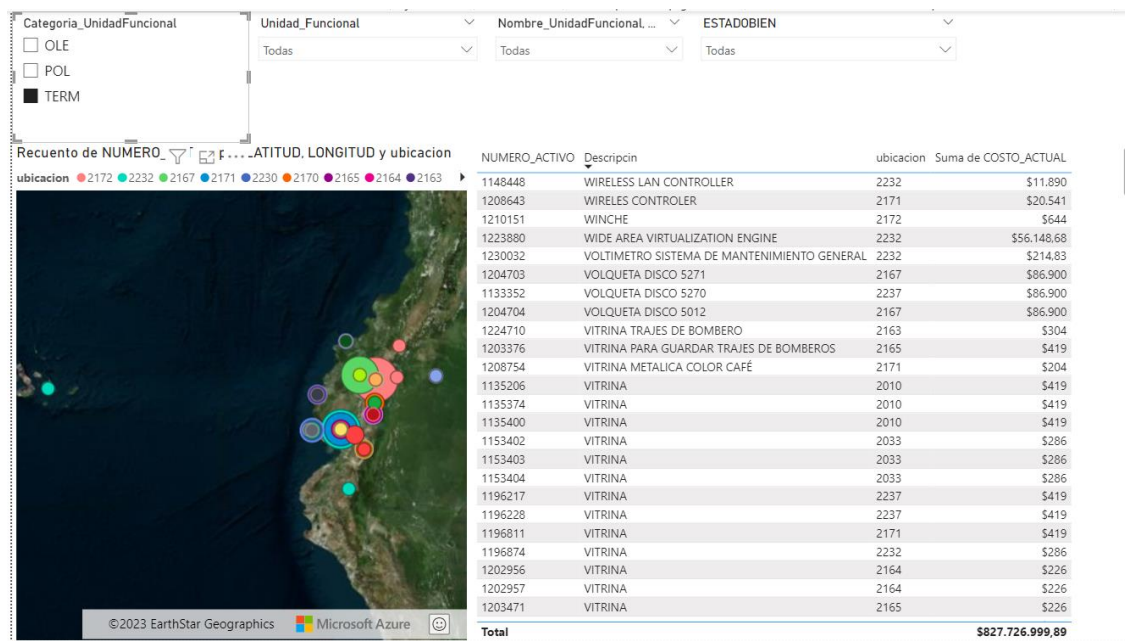 Categoria_UnidadFuncional
OLE
POL
TERM
Unidad_Funcional
Todas
Nombre_UnidadFuncional, ...
Todas
ESTADOBIEN
Todas
Recuento de NUMERO_ ATITUD, LONGITUD y ubicacion
ubicacion 2172 2232 2167 2171 2230 2170 2165 2164 2163
©2023 EarthStar Geographics Microsoft Azure
NUMERO_ACTIVO Descripcin ubicacion Suma de COSTO_ACTUAL
1148448 WIRELESS LAN CONTROLLER 2232 $11.890
1208643 WIRELES CONTROLER 2171 $20.541
1210151 WINCHE 2172 $644
1223880 WIDE AREA VIRTUALIZATION ENGINE 2232 $56.148,68
1230032 VOLTIMETRO SISTEMA DE MANTENIMIENTO GENERAL 2232 $214,83
1204703 VOLQUETA DISCO 5271 2167 $86.900
1133352 VOLQUETA DISCO 5270 2237 $86.900
1204704 VOLQUETA DISCO 5012 2167 $86.900
1224710 VITRINA TRAJES DE BOMBERO 2163 $304
1203376 VITRINA PARA GUARDAR TRAJES DE BOMBEROS 2165 $419
1208754 VITRINA METALICA COLOR CAFÉ 2171 $204
1135206 VITRINA 2010 $419
1135374 VITRINA 2010 $419
1135400 VITRINA 2010 $419
1153402 VITRINA 2033 $286
1153403 VITRINA 2033 $286
1153404 VITRINA 2033 $286
1196217 VITRINA 2237 $419
1196228 VITRINA 2237 $419
1196811 VITRINA 2171 $419
1196874 VITRINA 2232 $286
1202956 VITRINA 2164 $226
1202957 VITRINA 2164 $226
1203471 VITRINA 2165 $226
Total $827.726.999,89